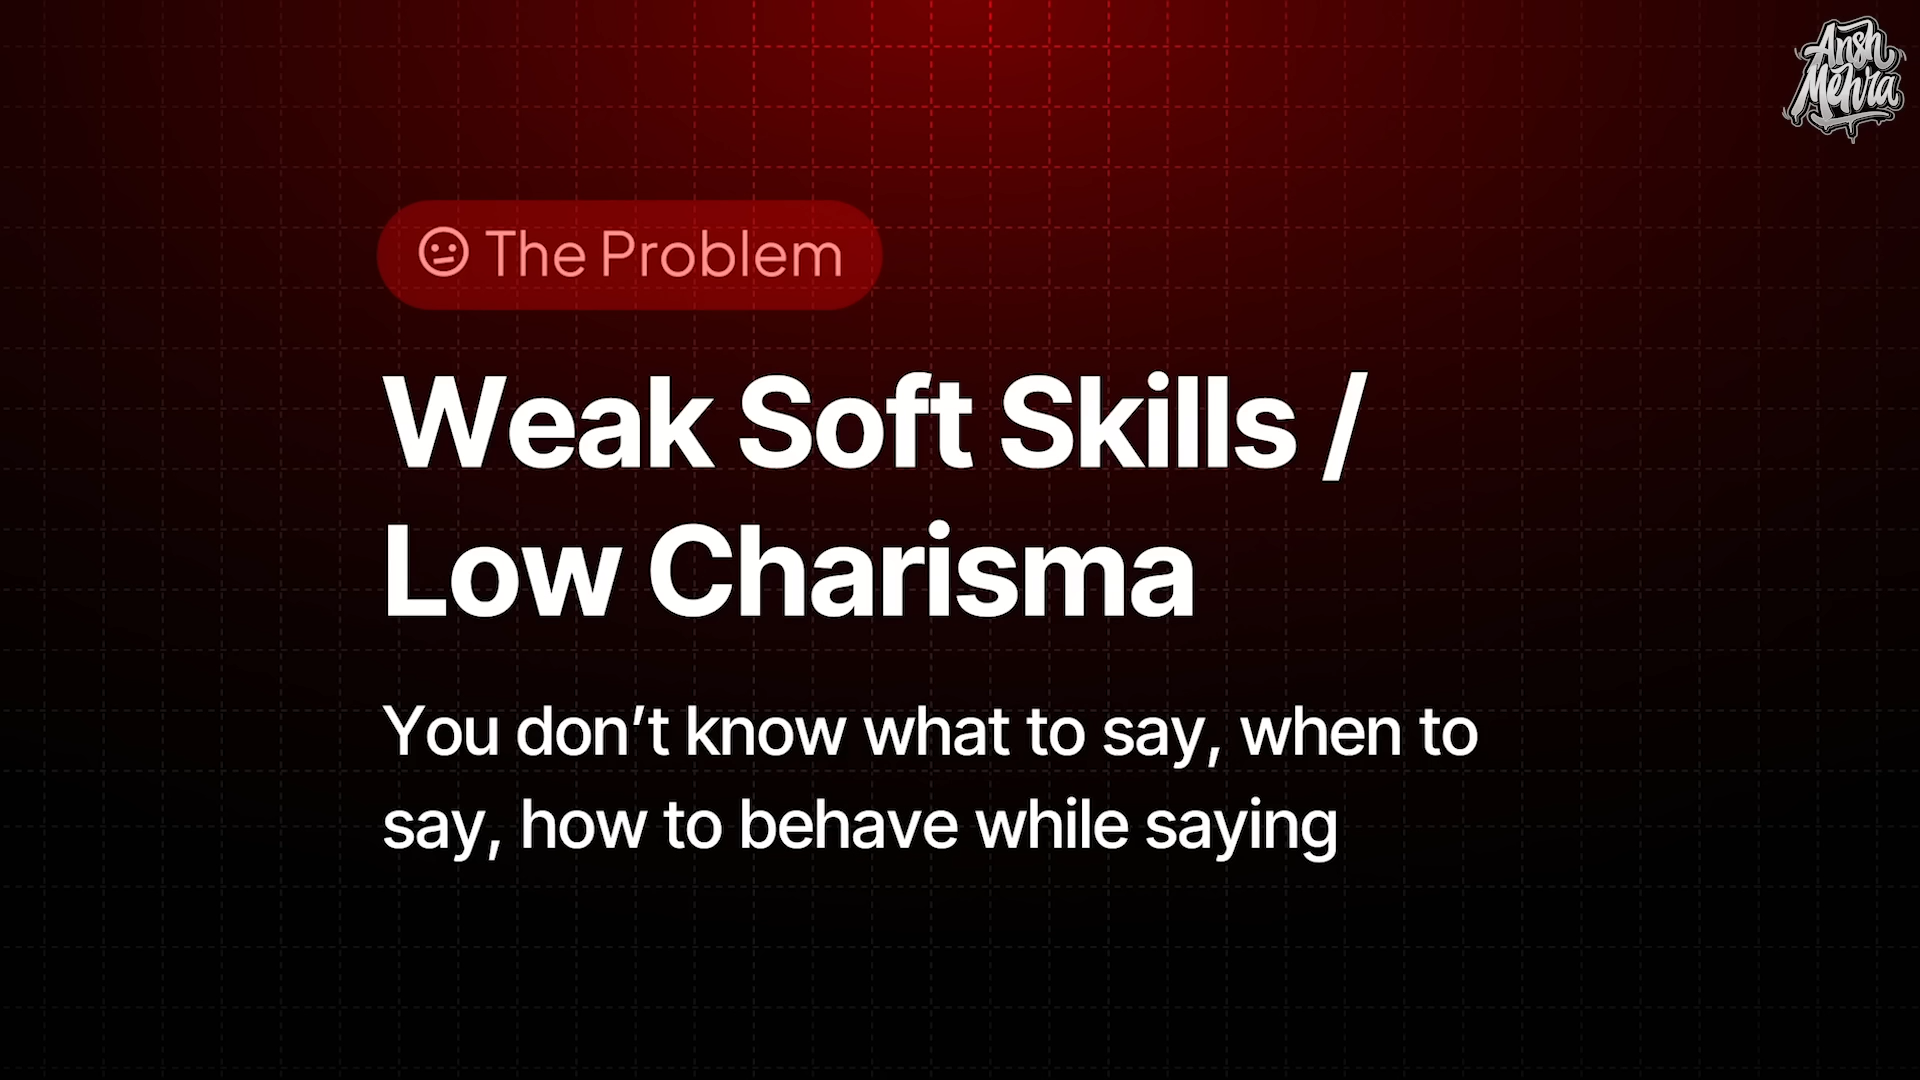 Ansh
Mehra
The Problem
Weak Soft Skills /
Low Charisma
You don’t know what to say, when to
say, how to behave while saying